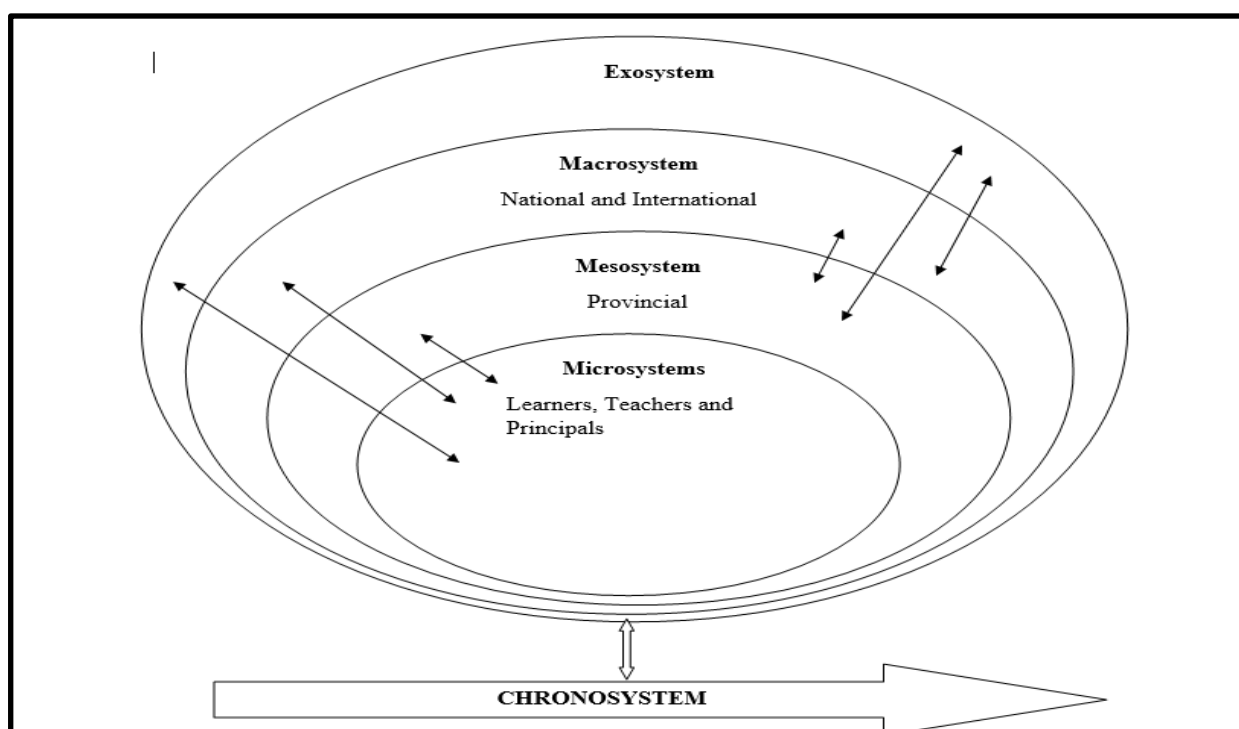 Exosystem
Macrosystem
National and International
Mesosystem
Provincial
Microsystems
Learners, Teachers and
Principals
CHRONOSYSTEM